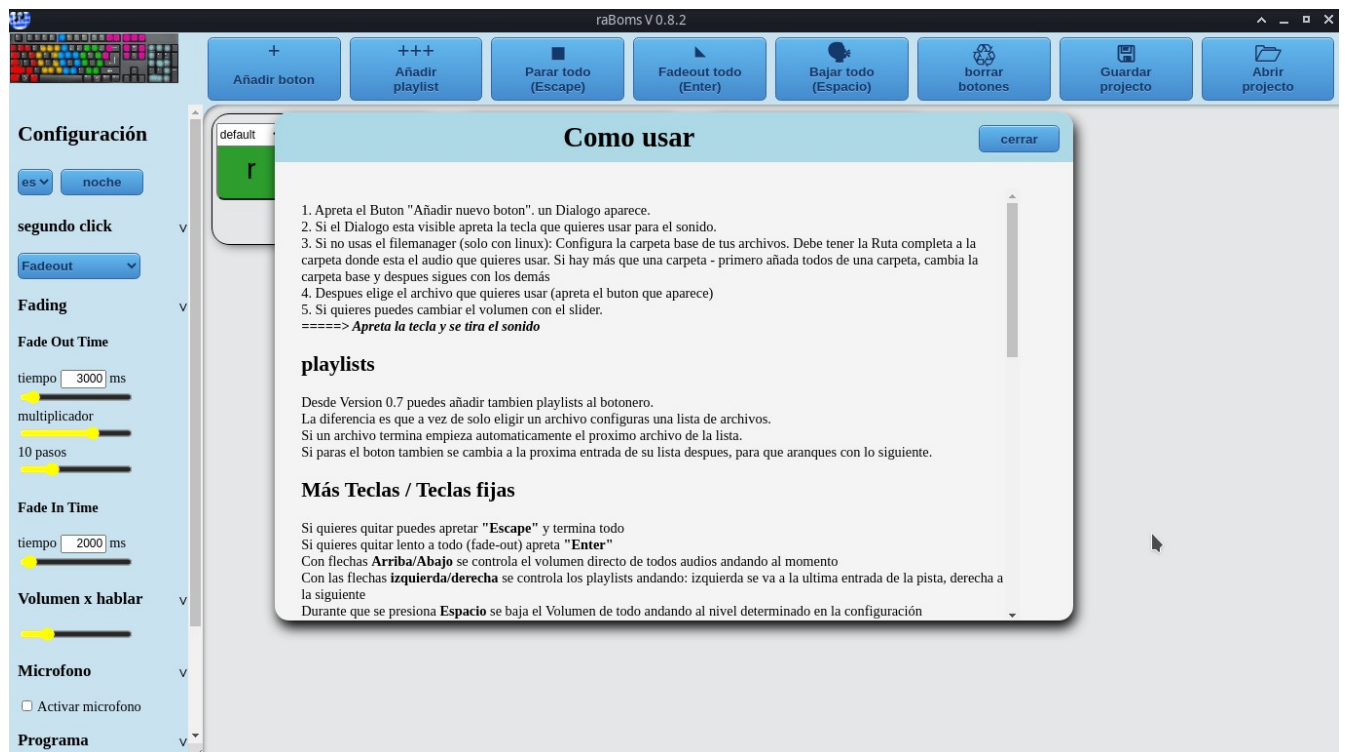 raBoms V 0.8.2
+
Añadir boton
+++
Añadir
playlist
Parar todo
(Escape)
Fadeout todo
(Enter)
Bajar todo
(Espacio)
borrar
botones
Guardar
projecto
Abrir
projecto
Configuración
es
noche
segundo click
v
Fadeout
Fading
v
Fade Out Time
tiempo 3000 ms
multiplicador
10 pasos
Fade In Time
tiempo 2000 ms
Volumen x hablar
v
Microfono
v
Activar microfono
Programa
v
default
r
Como usar
cerrar
1. Apreta el Buton "Añadir nuevo boton". un Dialogo aparece.
2. Si el Dialogo esta visible apreta la tecla que quieres usar para el sonido.
3. Si no usas el filemanager (solo con linux): Configura la carpeta base de tus archivos. Debe tener la Ruta completa a la
carpeta donde esta el audio que quieres usar. Si hay más que una carpeta - primero añada todos de una carpeta, cambia la
carpeta base y despues sigues con los demás
4. Despues elige el archivo que quieres usar (apreta el buton que aparece)
5. Si quieres puedes cambiar el volumen con el slider.
=====> Apreta la tecla y se tira el sonido
playlists
Desde Version 0.7 puedes añadir tambien playlists al botonero.
La diferencia es que a vez de solo eligir un archivo configuras una lista de archivos.
Si un archivo termina empieza automaticamente el proximo archivo de la lista.
Si paras el boton tambien se cambia a la proxima entrada de su lista despues, para que aranques con lo siguiente.
Más Teclas / Teclas fijas
Si quieres quitar puedes apretar "Escape" y termina todo
Si quieres quitar lento a todo (fade-out) apreta "Enter"
Con flechas Arriba/Abajo se controla el volumen directo de todos audios andando al momento
Con las flechas izquierda/derecha se controla los playlists andando: izquierda se va a la ultima entrada de la pista, derecha a
la siguiente
Durante que se presiona Espacio se baja el Volumen de todo andando al nivel determinado en la configuración